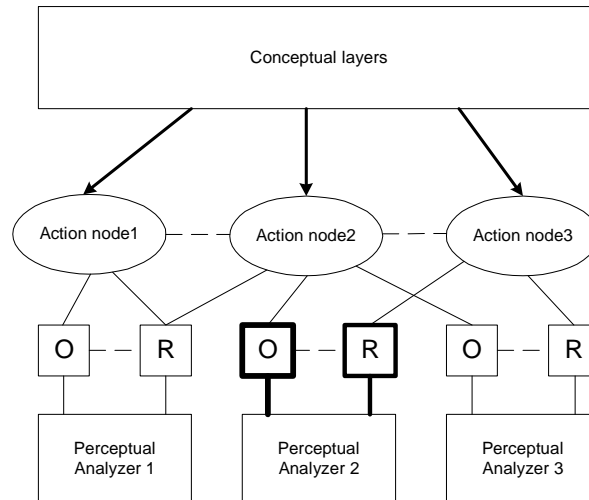 Conceptual layers
Action node1
Action node2
Action node3
O
R
O
R
O
R
Perceptual
Analyzer 1
Perceptual
Analyzer 2
Perceptual
Analyzer 3